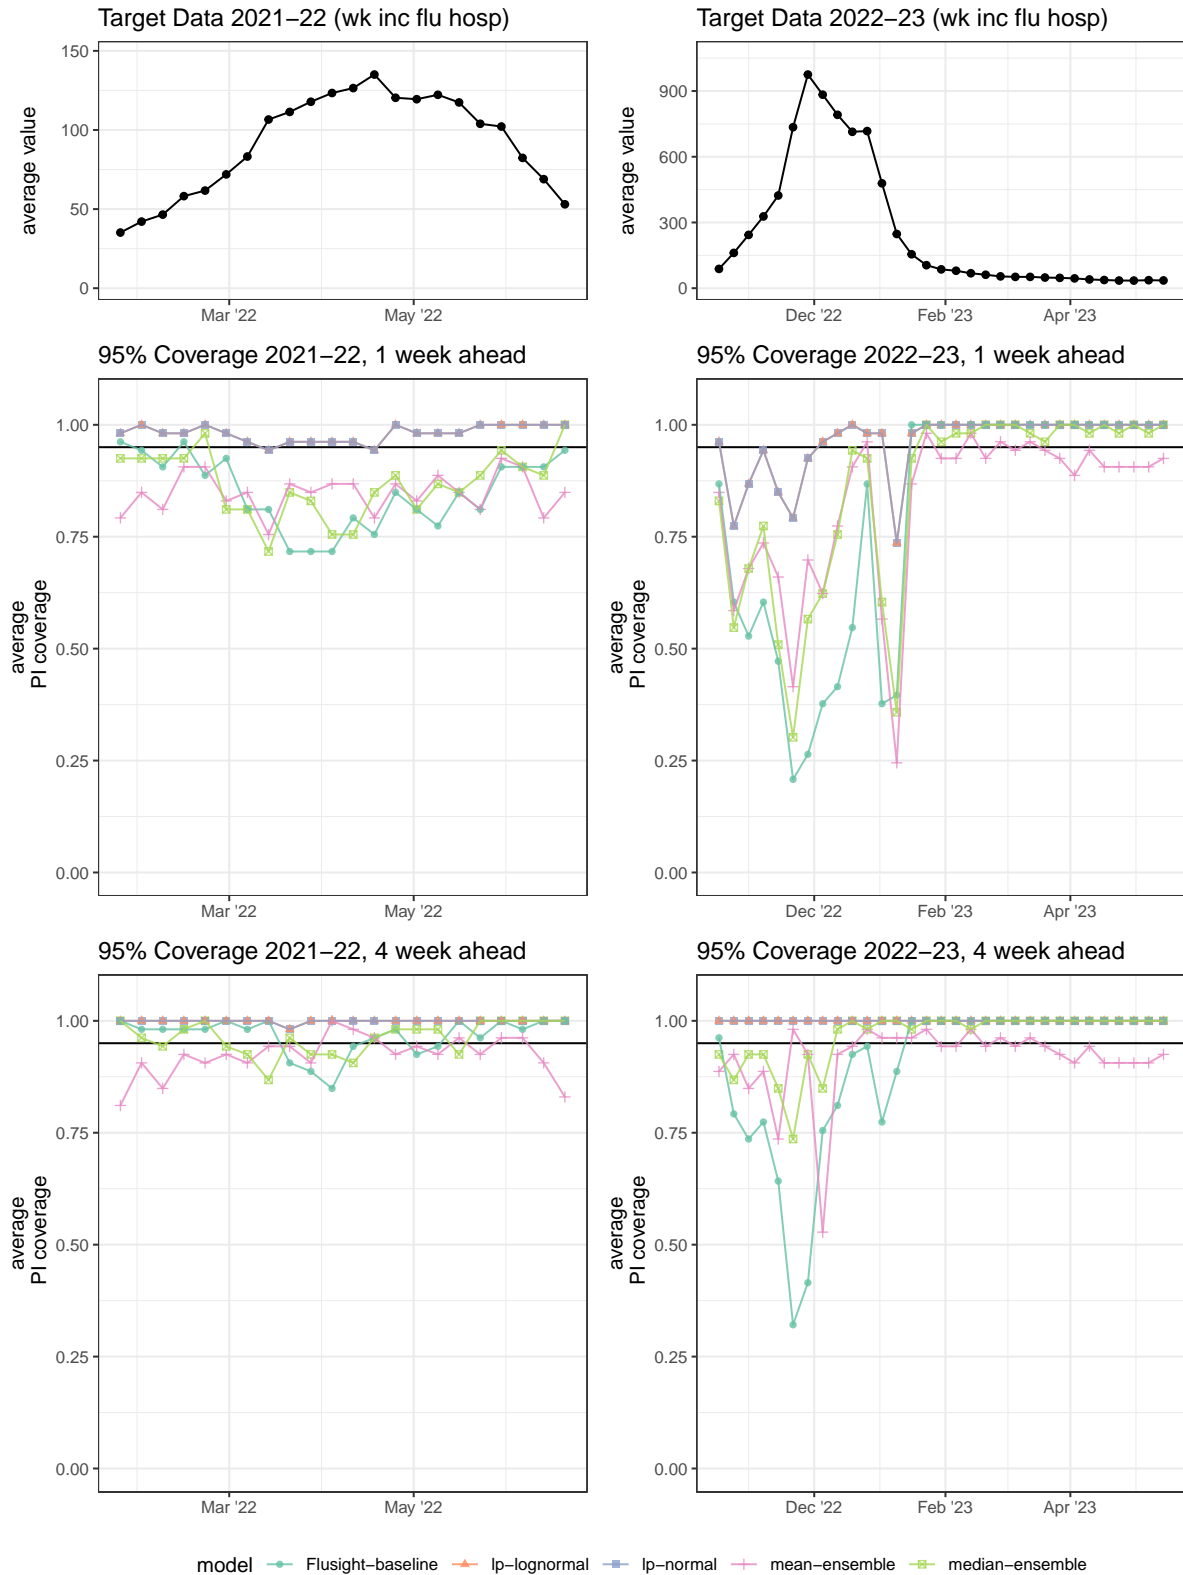 Target Data 2021−22 (wk inc flu hosp)
150
100
50
0
average value
Mar '22
May '22
Target Data 2022−23 (wk inc flu hosp)
900
600
300
0
average value
Dec '22
Feb '23
Apr '23
95% Coverage 2021−22, 1 week ahead
1.00
0.75
0.50
0.25
0.00
average
PI coverage
Mar '22
May '22
95% Coverage 2022−23, 1 week ahead
1.00
0.75
0.50
0.25
0.00
average
PI coverage
Dec '22
Feb '23
Apr '23
95% Coverage 2021−22, 4 week ahead
1.00
0.75
0.50
0.25
0.00
average
PI coverage
Mar '22
May '22
95% Coverage 2022−23, 4 week ahead
1.00
0.75
0.50
0.25
0.00
average
PI coverage
Dec '22
Feb '23
Apr '23
model Flusight−baseline lp−lognormal lp−normal mean−ensemble median−ensemble